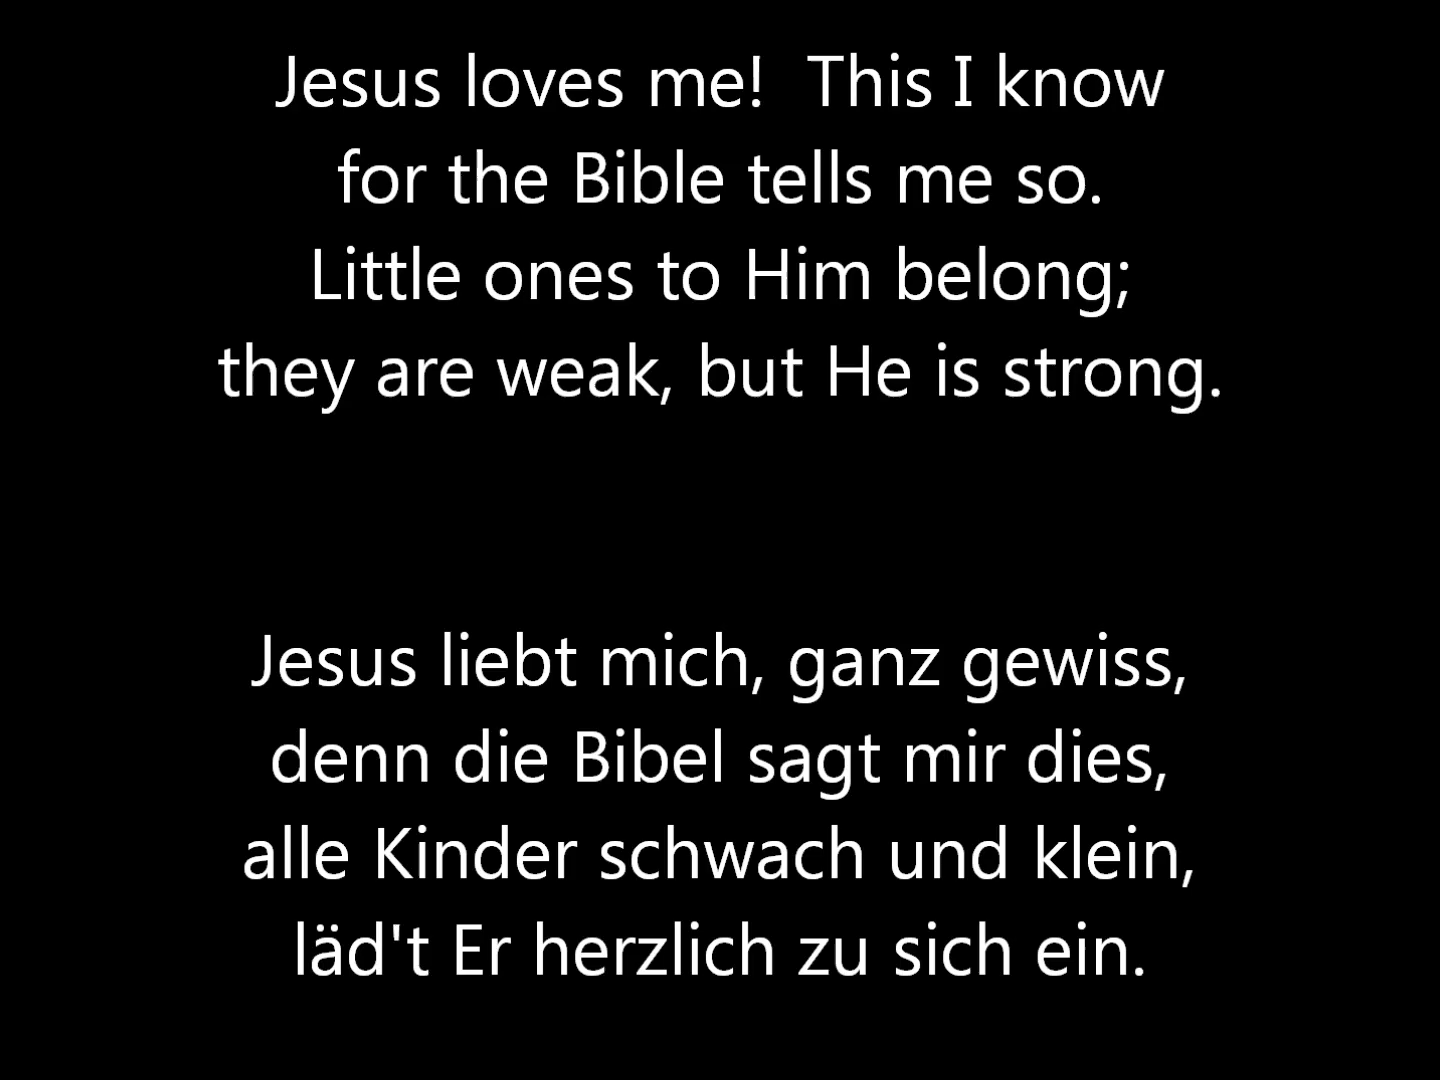 Jesus loves me!  This I know
for the Bible tells me so.
Little ones to Him belong;
they are weak, but He is strong.
Jesus liebt mich, ganz gewiss,
denn die Bibel sagt mir dies,
alle Kinder schwach und klein,
läd't Er herzlich zu sich ein.